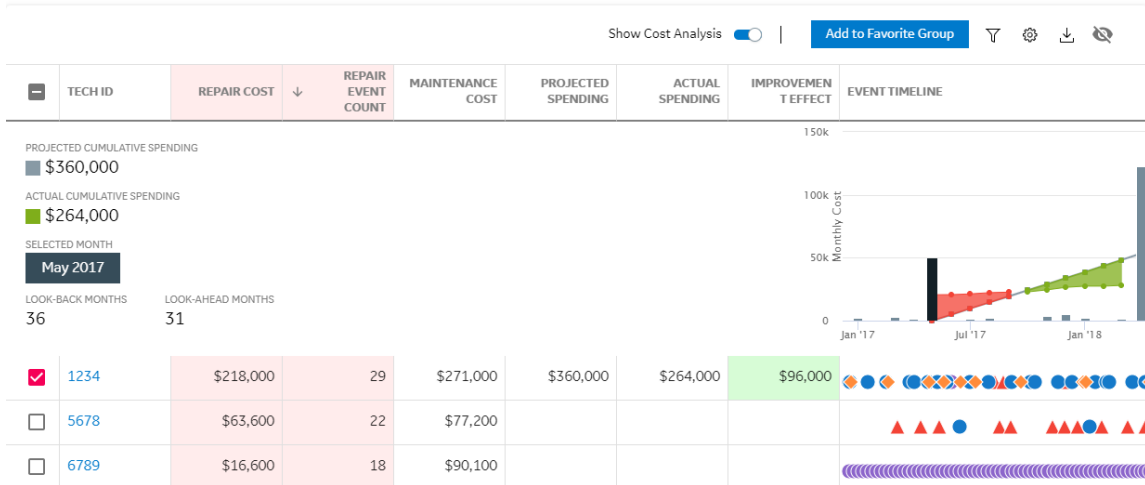 Show Cost Analysis
Add to Favorite Group
TECH ID
REPAIR COST
REPAIR
EVENT
COUNT
MAINTENANCE
COST
PROJECTED
SPENDING
ACTUAL
SPENDING
IMPROVEMEN
T EFFECT
EVENT TIMELINE
PROJECTED CUMULATIVE SPENDING
$360,000
ACTUAL CUMULATIVE SPENDING
$264,000
SELECTED MONTH
May 2017
LOOK-BACK MONTHS LOOK-AHEAD MONTHS
36 31
150k
100k
50k
0
Monthly Cost
Jan '17 Jul '17 Jan '18
1234 $218,000 29 $271,000 $360,000 $264,000 $96,000
5678 $63,600 22 $77,200
6789 $16,600 18 $90,100